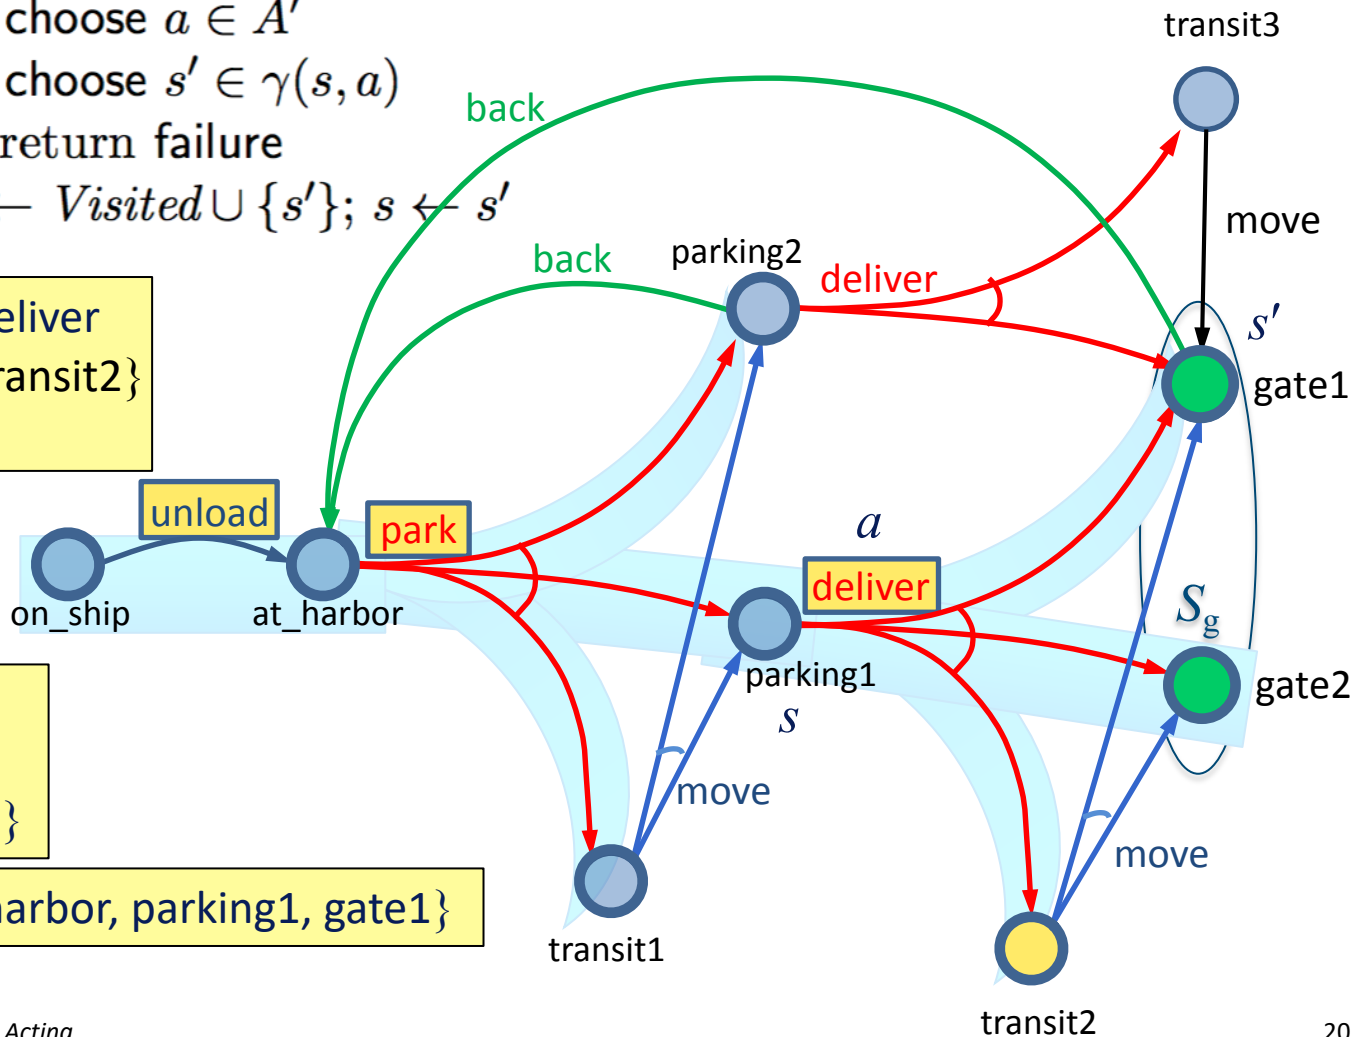 choose a ∈ A′
choose s′ ∈ γ(s, a)
return failure
← Visited ∪ {s′}; s ← s′
transit3
back
move
parking2
back
deliver
s′
gate1
eliver
ransit2}
unload
park
a
deliver
S_g
on_ship
at_harbor
parking1
gate2
s
move
}
move
arbor, parking1, gate1}
transit1
transit2
Acting
20